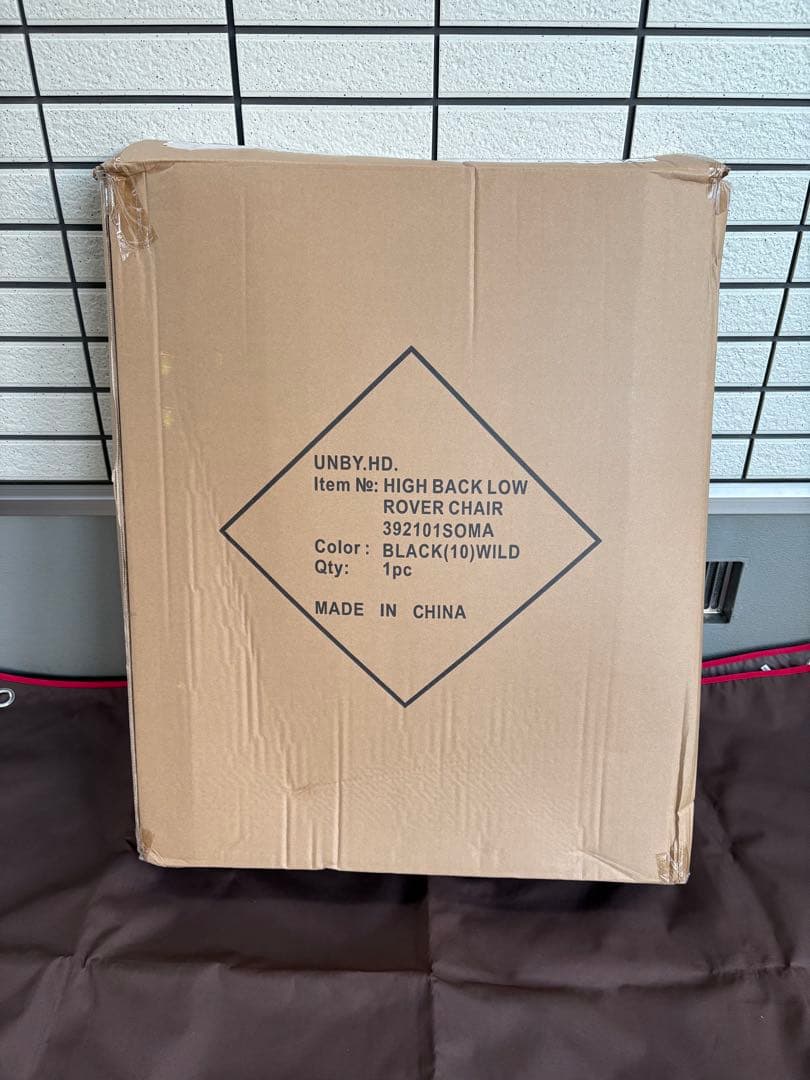 UNBY.HD.
Item №: HIGH BACK LOW
ROVER CHAIR
392101SOMA
Color : BLACK(10)WILD
Qty: 1pc
MADE IN CHINA